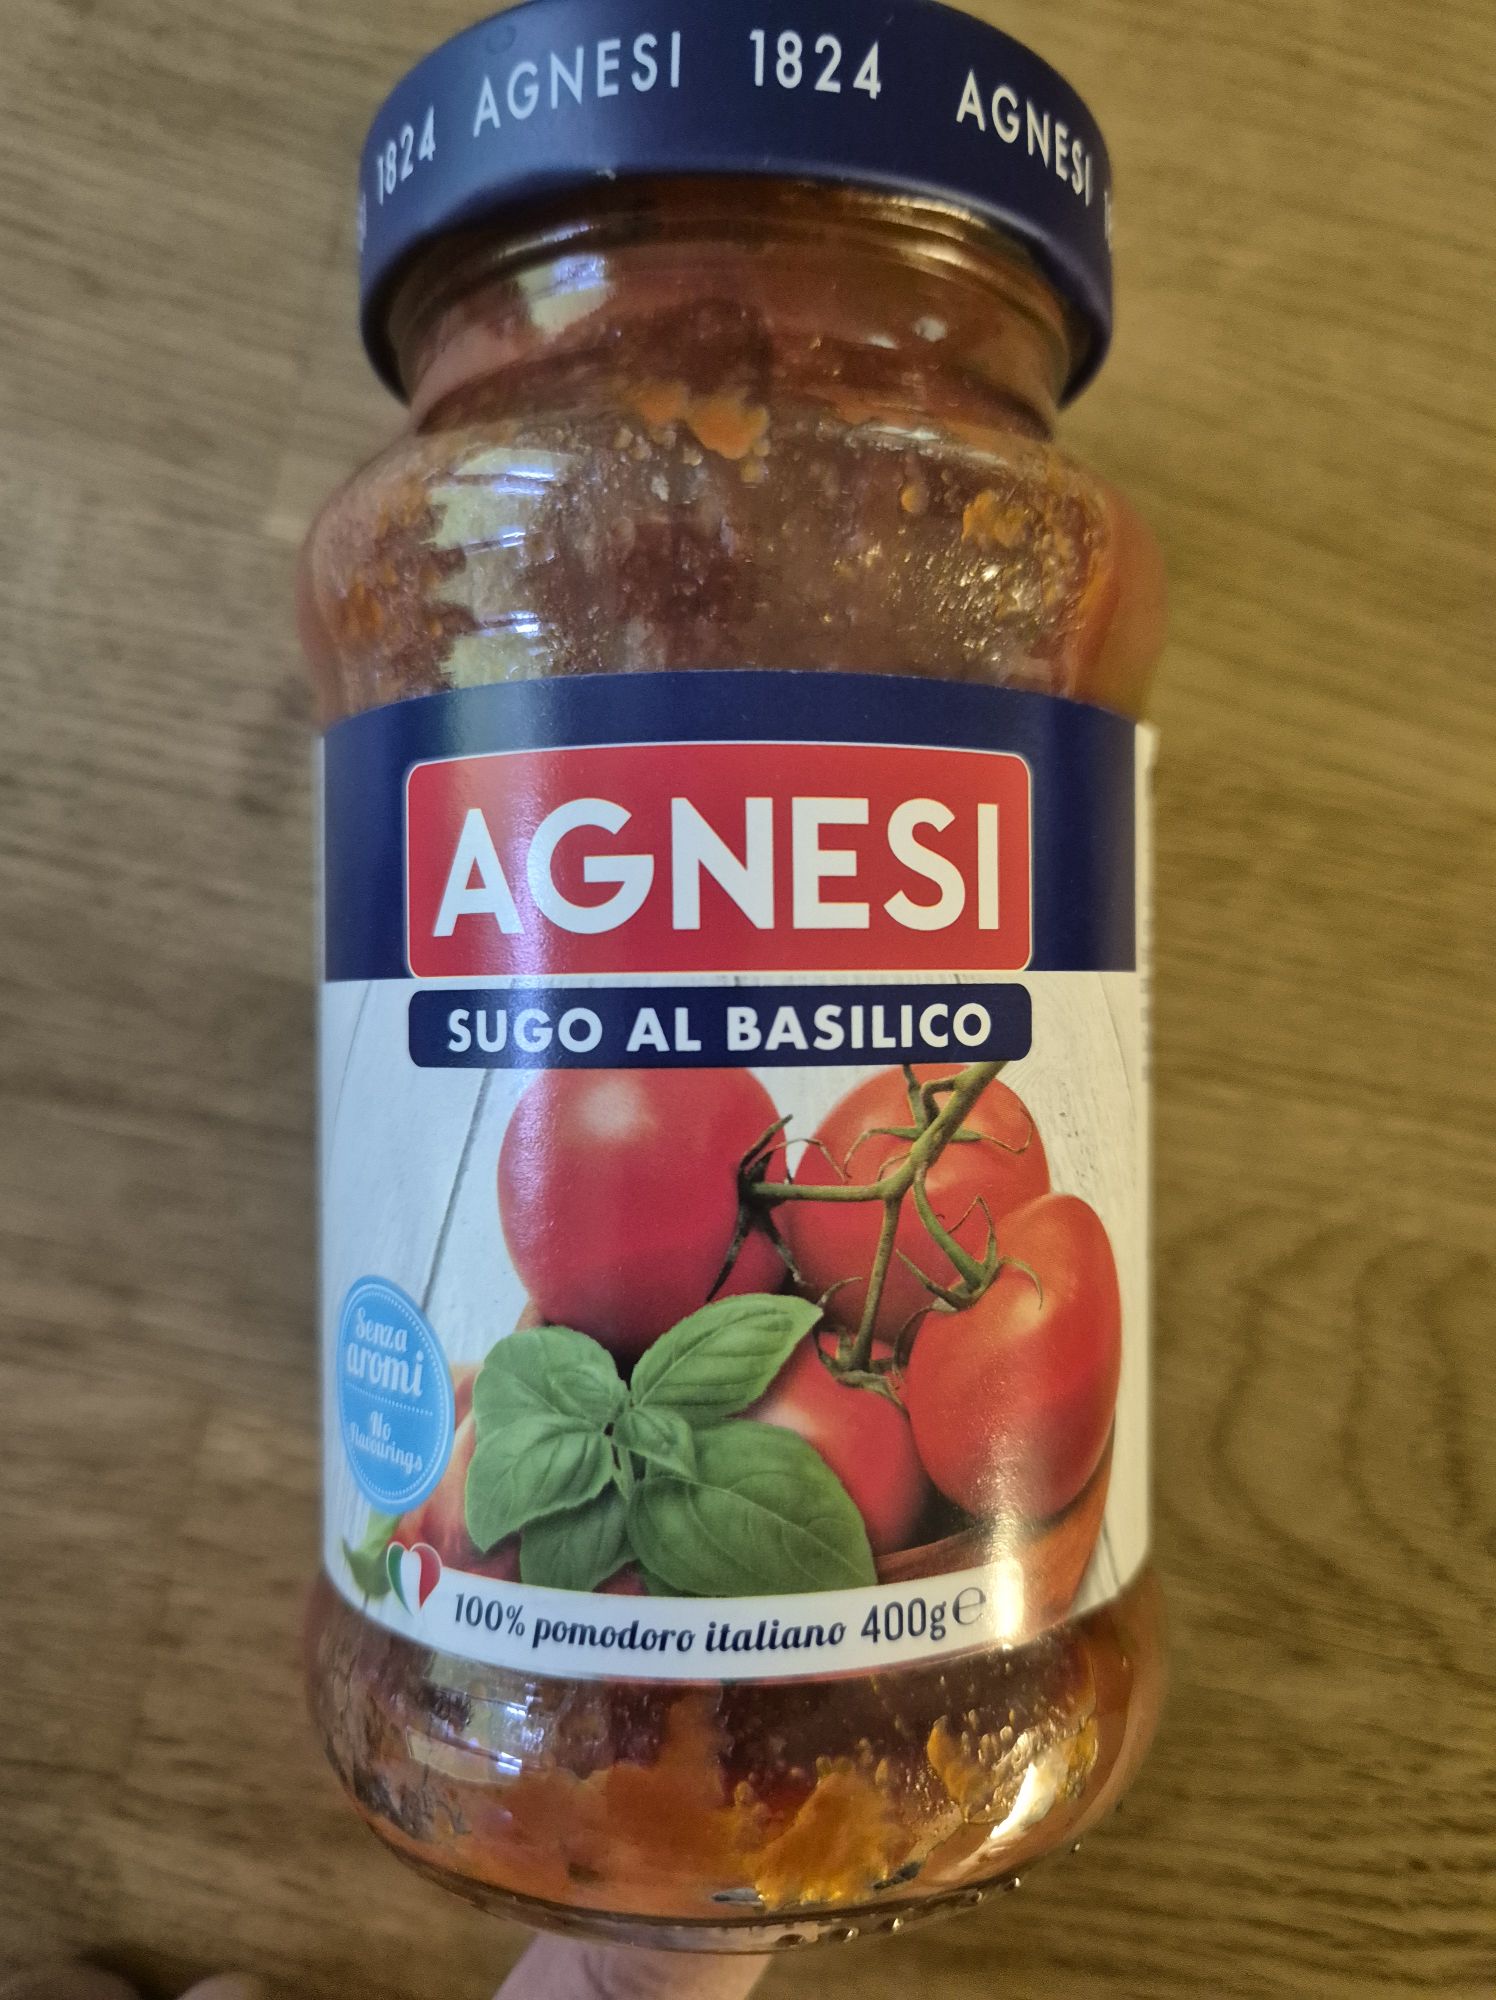 1824 AGNESI 1824 AGNESI
AGNESI
SUGO AL BASILICO
Senza
aromi
No
flavourings
100% pomodoro italiano 400g ℮